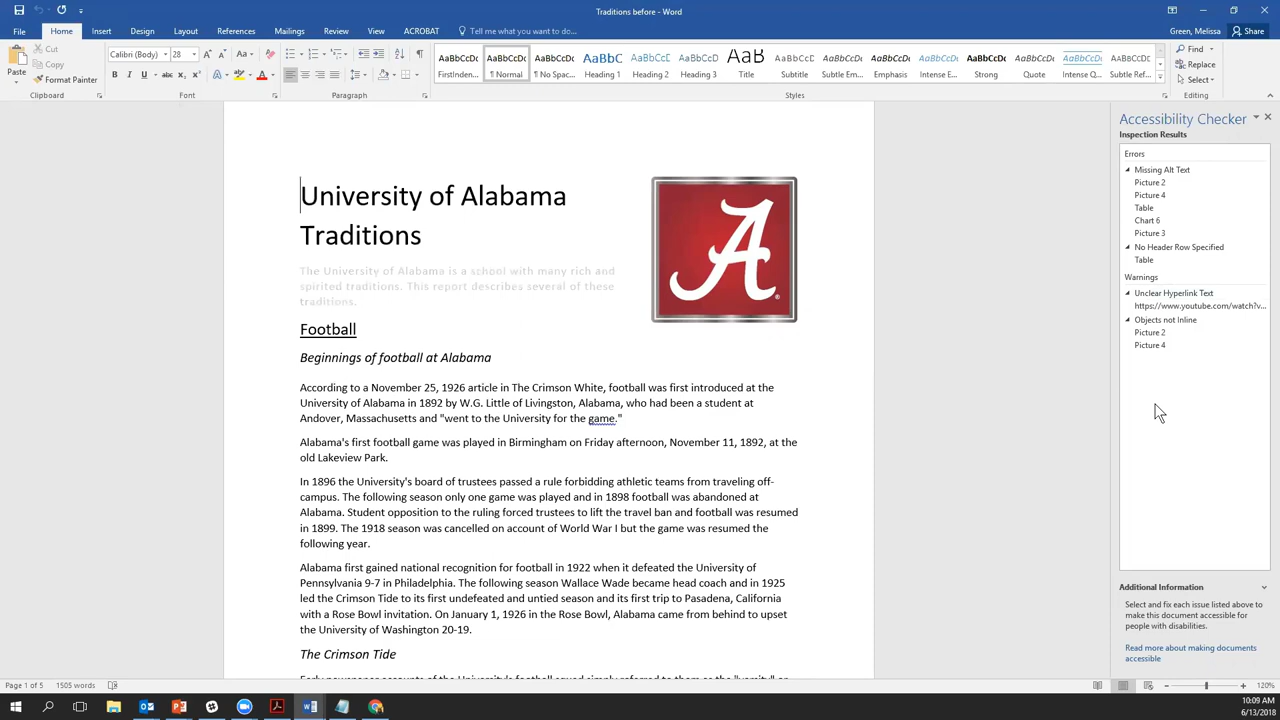 Traditions before - Word
Green, Melissa
Share
File Home Insert Design Layout References Mailings Review View ACROBAT Tell me what you want to do...
Paste
Cut
Copy
Format Painter
Clipboard
Calibri (Body) 28
Font
Paragraph
AaBbCcDc FirstInden...
AaBbCcDc ¶ Normal
AaBbCcDc ¶ No Spac...
AaBbC Heading 1
AaBbCcC Heading 2
AaBbCcD Heading 3
AaB Title
AaBbCcD Subtitle
AaBbCcDc Subtle Em...
AaBbCcDc Emphasis
AaBbCcDc Intense E...
AaBbCcDc Strong
AaBbCcDc Quote
AaBbCcDc Intense Q...
AaBbCcDc Subtle Ref...
Styles
Find
Replace
Select
Editing
University of Alabama
Traditions
The University of Alabama is a school with many rich and
spirited traditions. This report describes several of these
traditions.
A
Football
Beginnings of football at Alabama
According to a November 25, 1926 article in The Crimson White, football was first introduced at the
University of Alabama in 1892 by W.G. Little of Livingston, Alabama, who had been a student at
Andover, Massachusetts and "went to the University for the game."
Alabama's first football game was played in Birmingham on Friday afternoon, November 11, 1892, at the
old Lakeview Park.
In 1896 the University's board of trustees passed a rule forbidding athletic teams from traveling off-
campus. The following season only one game was played and in 1898 football was abandoned at
Alabama. Student opposition to the ruling forced trustees to lift the travel ban and football was resumed
in 1899. The 1918 season was cancelled on account of World War I but the game was resumed the
following year.
Alabama first gained national recognition for football in 1922 when it defeated the University of
Pennsylvania 9-7 in Philadelphia. The following season Wallace Wade became head coach and in 1925
led the Crimson Tide to its first undefeated and untied season and its first trip to Pasadena, California
with a Rose Bowl invitation. On January 1, 1926 in the Rose Bowl, Alabama came from behind to upset
the University of Washington 20-19.
The Crimson Tide
Accessibility Checker
Inspection Results
Errors
Missing Alt Text
Picture 2
Picture 4
Table
Chart 6
Picture 3
No Header Row Specified
Table
Warnings
Unclear Hyperlink Text
https://www.youtube.com/watch?v...
Objects not Inline
Picture 2
Picture 4
Additional Information
Select and fix each issue listed above to
make this document accessible for
people with disabilities.
Read more about making documents
accessible
Page 1 of 5 1505 words
120%
10:09 AM
6/13/2018